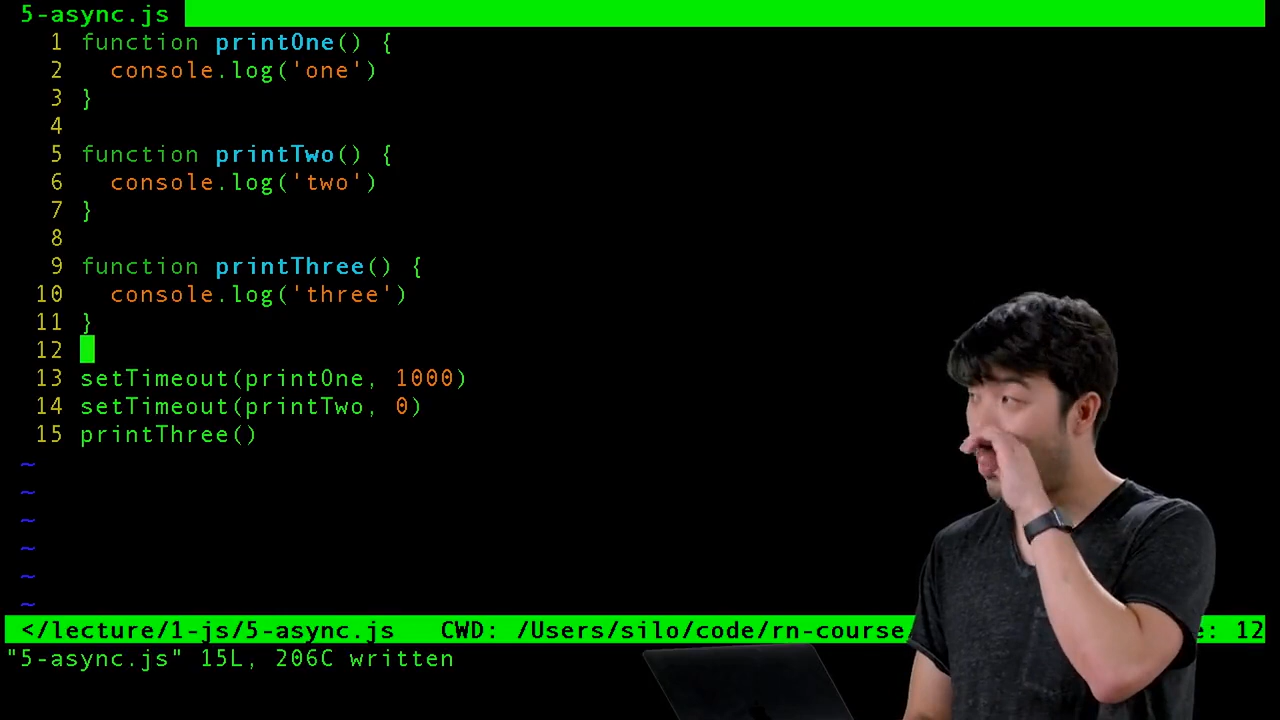 5-async.js
1 function printOne() {
2   console.log('one')
3 }
4
5 function printTwo() {
6   console.log('two')
7 }
8
9 function printThree() {
10   console.log('three')
11 }
12
13 setTimeout(printOne, 1000)
14 setTimeout(printTwo, 0)
15 printThree()
~
~
~
~
~
~
</lecture/1-js/5-async.js   CWD: /Users/silo/code/rn-course e: 12
"5-async.js" 15L, 206C written